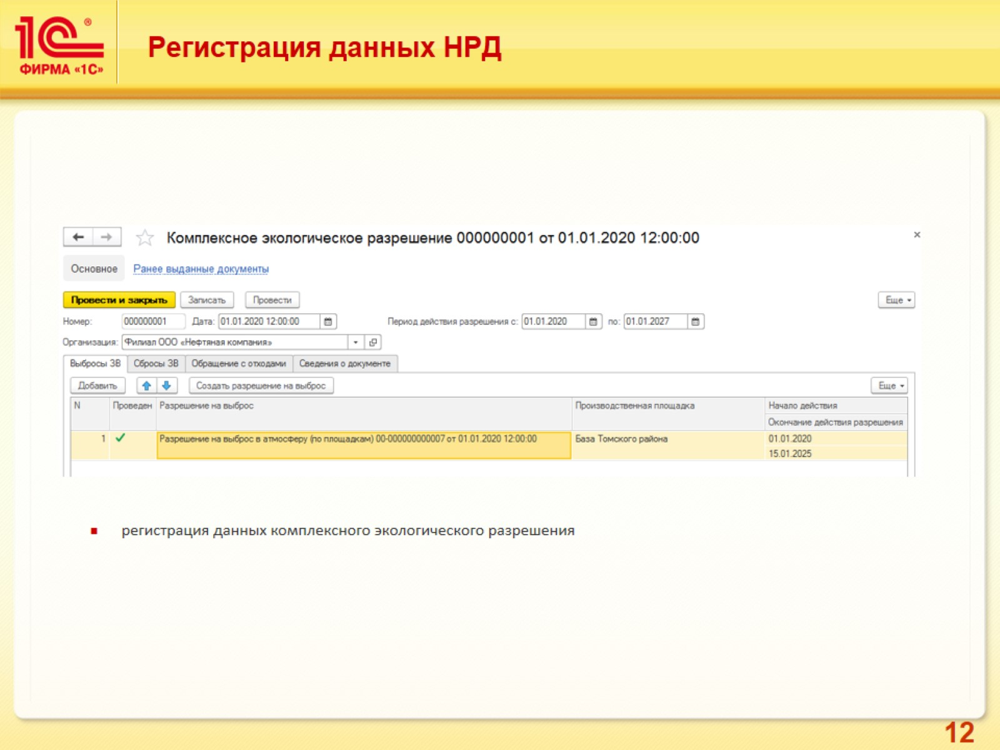 1С®
ФИРМА «1С»
Регистрация данных НРД
Комплексное экологическое разрешение 000000001 от 01.01.2020 12:00:00
Основное Ранее выданные документы
Провести и закрыть Записать Провести Еще
Номер: 000000001 Дата: 01.01.2020 12:00:00 Период действия разрешения с: 01.01.2020 по: 01.01.2027
Организация: Филиал ООО «Нефтяная компания»
Выбросы ЗВ Сбросы ЗВ Обращение с отходами Сведения о документе
Добавить Создать разрешение на выброс Еще
N Проведен Разрешение на выброс Производственная площадка Начало действия
Окончание действия разрешения
1 Разрешение на выброс в атмосферу (по площадкам) 00-000000000007 от 01.01.2020 12:00:00 База Томского района 01.01.2020
15.01.2025
регистрация данных комплексного экологического разрешения
12